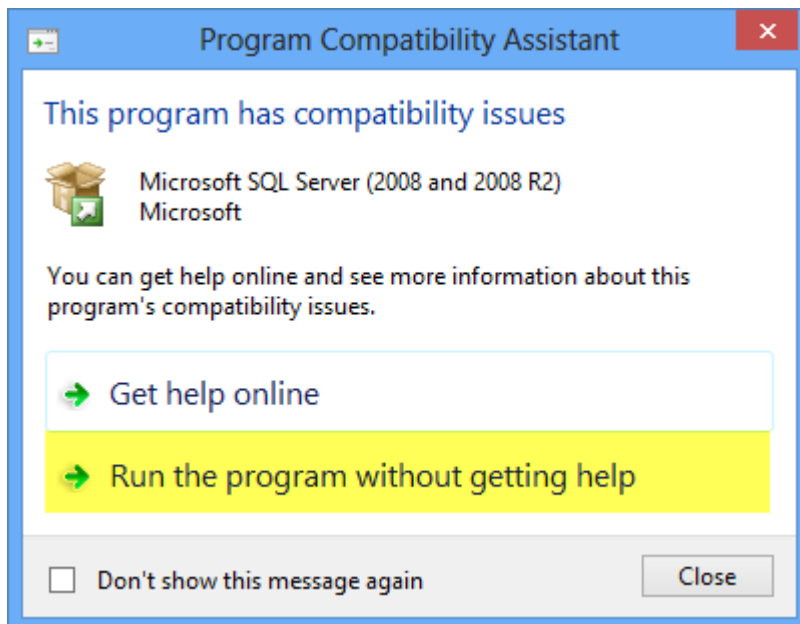 Program Compatibility Assistant
This program has compatibility issues
Microsoft SQL Server (2008 and 2008 R2)
Microsoft
You can get help online and see more information about this
program's compatibility issues.
Get help online
Run the program without getting help
Don't show this message again
Close